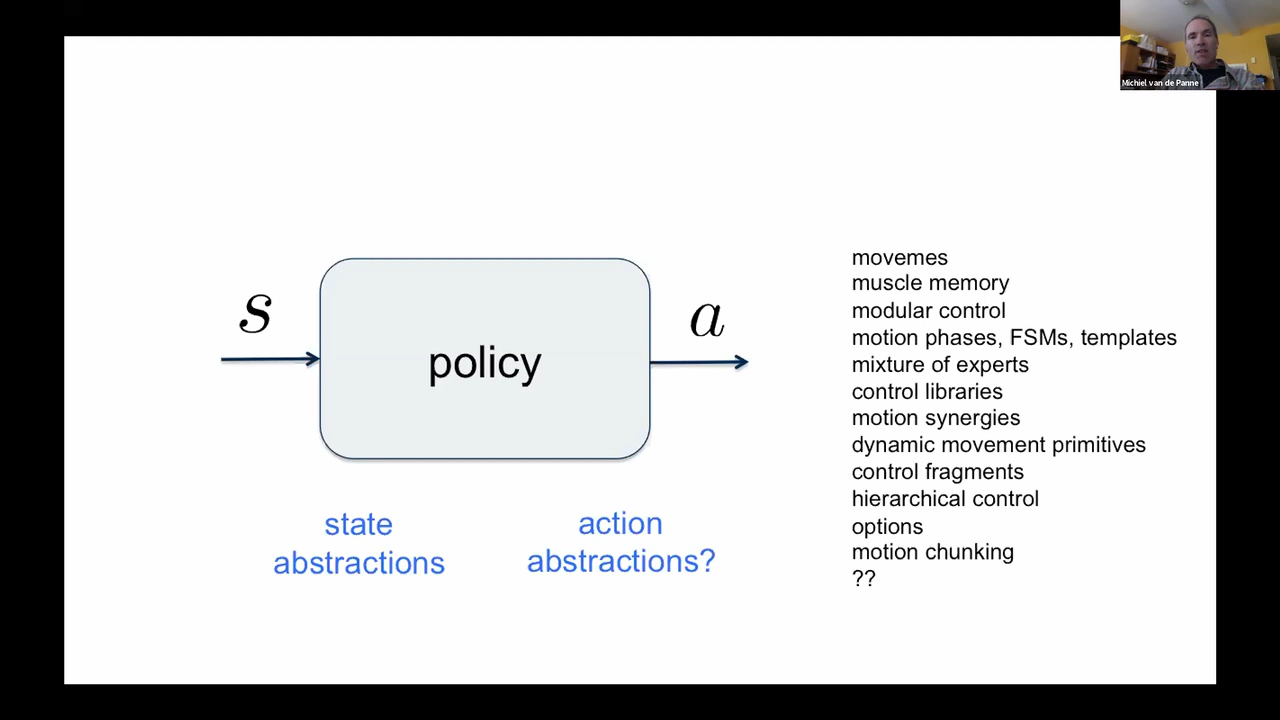 Michiel van de Panne
s
policy
a
state
abstractions
action
abstractions?
movemes
muscle memory
modular control
motion phases, FSMs, templates
mixture of experts
control libraries
motion synergies
dynamic movement primitives
control fragments
hierarchical control
options
motion chunking
??